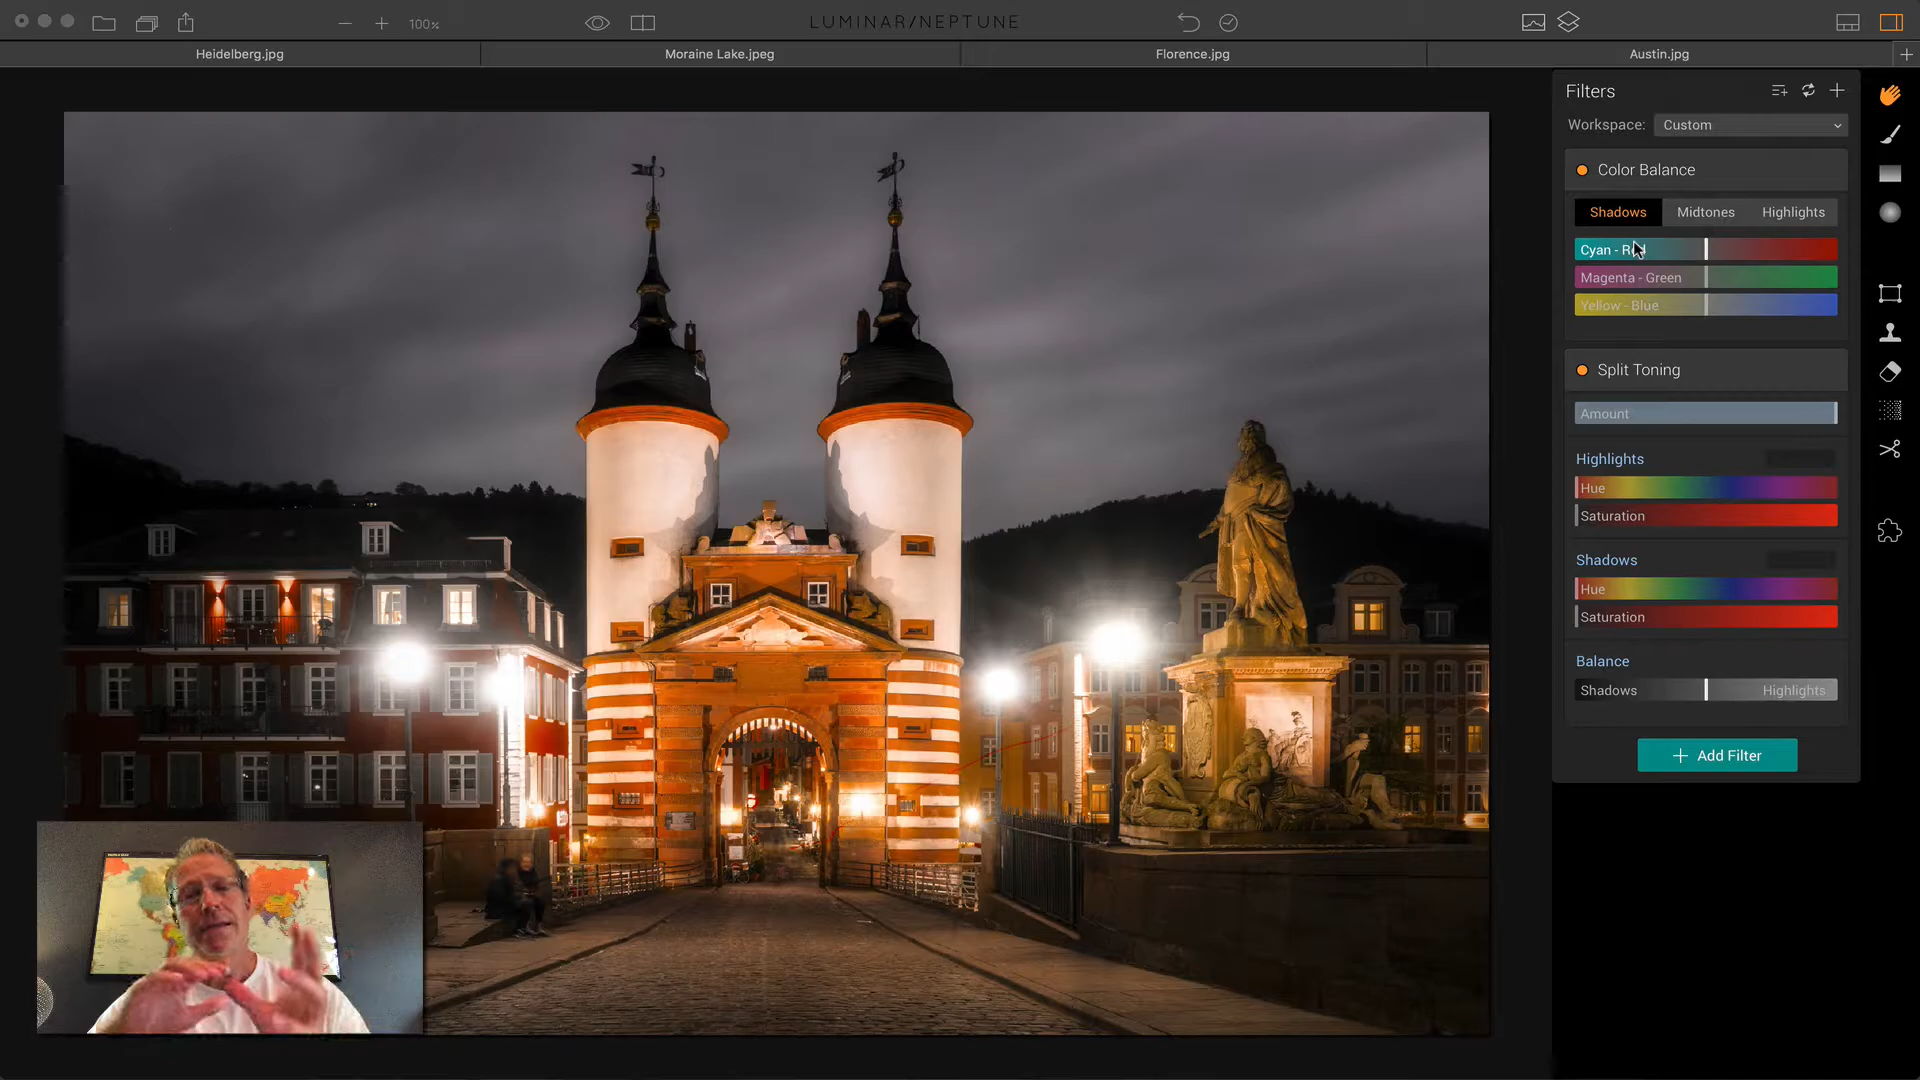 100%
LUMINAR/NEPTUNE
Heidelberg.jpg
Moraine Lake.jpeg
Florence.jpg
Austin.jpg
Filters
Workspace: Custom
Color Balance
Shadows Midtones Highlights
Cyan - Red
Magenta - Green
Yellow - Blue
Split Toning
Amount
Highlights
Hue
Saturation
Shadows
Hue
Saturation
Balance
Shadows Highlights
Add Filter